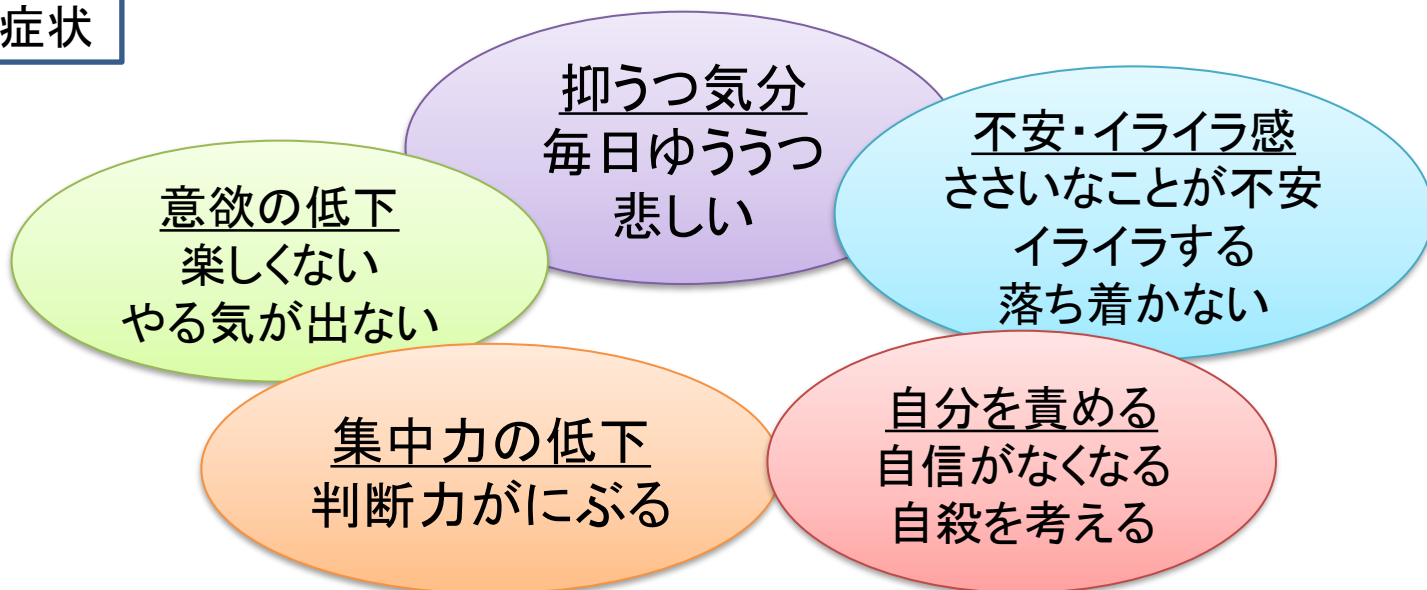 症状
抑うつ気分
毎日ゆううつ
悲しい
不安・イライラ感
ささいなことが不安
イライラする
落ち着かない
意欲の低下
楽しくない
やる気が出ない
集中力の低下
判断力がにぶる
自分を責める
自信がなくなる
自殺を考える